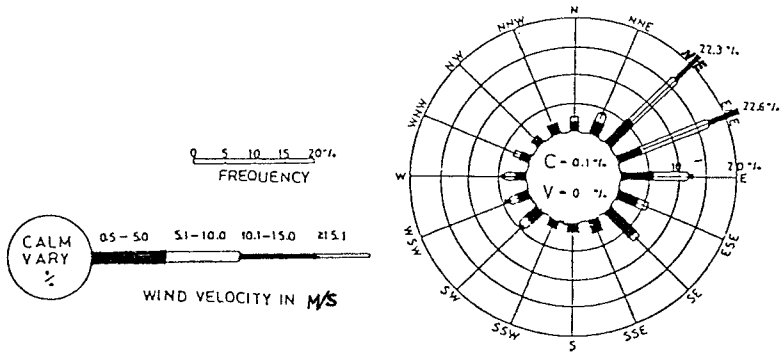 0 5 10 15 20%
FREQUENCY
CALM
VARY
%
0.5 - 5.0 5.1-10.0 10.1-15.0 ≥15.1
WIND VELOCITY IN M/S
N
NNE
NE
22.3%
ENE
22.6%
10
20%
E
ESE
SE
SSE
S
SSW
SW
WSW
W
WNW
NW
NNW
C = 0.1%
V = 0 %